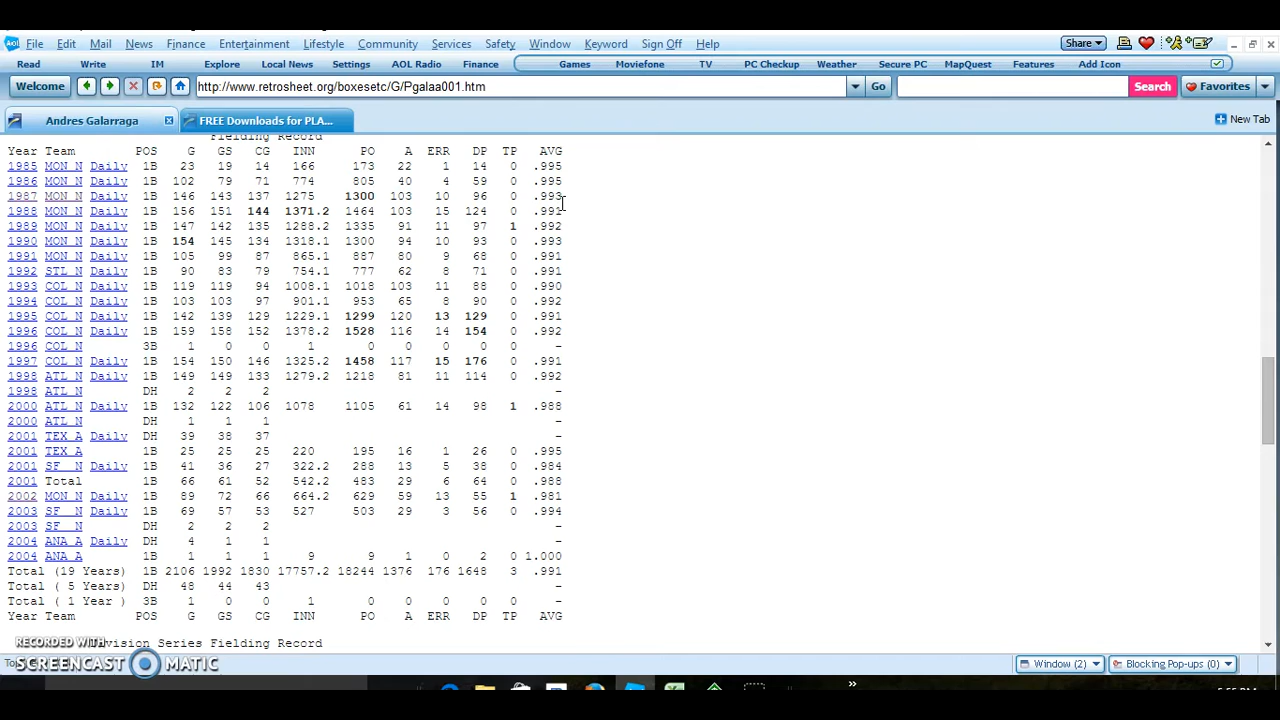 File Edit Mail News Finance Entertainment Lifestyle Community Services Safety Window Keyword Sign Off Help Share
Read Write IM Explore Local News Settings AOL Radio Finance Games Moviefone TV PC Checkup Weather Secure PC MapQuest Features Add Icon
Welcome http://www.retrosheet.org/boxesetc/G/Pgalaa001.htm Go Search Favorites
Andres Galarraga FREE Downloads for PLA... New Tab
Fielding Record
Year Team POS G GS CG INN PO A ERR DP TP AVG
1985 MON N Daily 1B 23 19 14 166 173 22 1 14 0 .995
1986 MON N Daily 1B 102 79 71 774 805 40 4 59 0 .995
1987 MON N Daily 1B 146 143 137 1275 1300 103 10 96 0 .993
1988 MON N Daily 1B 156 151 144 1371.2 1464 103 15 124 0 .991
1989 MON N Daily 1B 147 142 135 1288.2 1335 91 11 97 1 .992
1990 MON N Daily 1B 154 145 134 1318.1 1300 94 10 93 0 .993
1991 MON N Daily 1B 105 99 87 865.1 887 80 9 68 0 .991
1992 STL N Daily 1B 90 83 79 754.1 777 62 8 71 0 .991
1993 COL N Daily 1B 119 119 94 1008.1 1018 103 11 88 0 .990
1994 COL N Daily 1B 103 103 97 901.1 953 65 8 90 0 .992
1995 COL N Daily 1B 142 139 129 1229.1 1299 120 13 129 0 .991
1996 COL N Daily 1B 159 158 152 1378.2 1528 116 14 154 0 .992
1996 COL N 3B 1 0 0 1 0 0 0 0 0 -
1997 COL N Daily 1B 154 150 146 1325.2 1458 117 15 176 0 .991
1998 ATL N Daily 1B 149 149 133 1279.2 1218 81 11 114 0 .992
1998 ATL N DH 2 2 2 -
2000 ATL N Daily 1B 132 122 106 1078 1105 61 14 98 1 .988
2000 ATL N DH 1 1 1 -
2001 TEX A Daily DH 39 38 37 -
2001 TEX A 1B 25 25 25 220 195 16 1 26 0 .995
2001 SF N Daily 1B 41 36 27 322.2 288 13 5 38 0 .984
2001 Total 1B 66 61 52 542.2 483 29 6 64 0 .988
2002 MON N Daily 1B 89 72 66 664.2 629 59 13 55 1 .981
2003 SF N Daily 1B 69 57 53 527 503 29 3 56 0 .994
2003 SF N DH 2 2 2 -
2004 ANA A Daily DH 4 1 1 -
2004 ANA A 1B 1 1 1 9 9 1 0 2 0 1.000
Total (19 Years) 1B 2106 1992 1830 17757.2 18244 1376 176 1648 3 .991
Total ( 5 Years) DH 48 44 43 -
Total ( 1 Year ) 3B 1 0 0 1 0 0 0 0 0 -
Year Team POS G GS CG INN PO A ERR DP TP AVG
Division Series Fielding Record
RECORDED WITH
SCREENCAST MATIC
Window (2) Blocking Pop-ups (0)